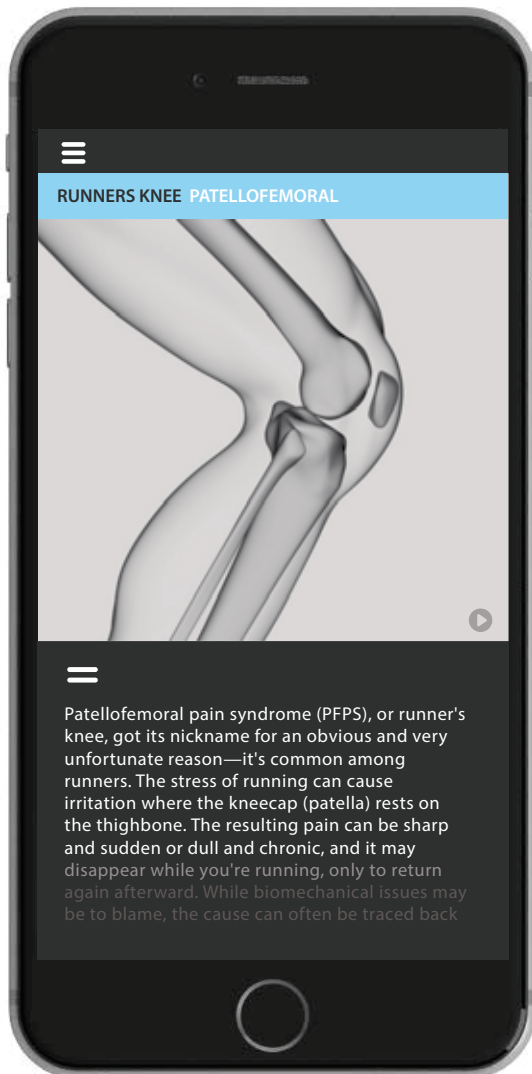 RUNNERS KNEE PATELLOFEMORAL
Patellofemoral pain syndrome (PFPS), or runner's
knee, got its nickname for an obvious and very
unfortunate reason—it's common among
runners. The stress of running can cause
irritation where the kneecap (patella) rests on
the thighbone. The resulting pain can be sharp
and sudden or dull and chronic, and it may
disappear while you're running, only to return
again afterward. While biomechanical issues may
be to blame, the cause can often be traced back